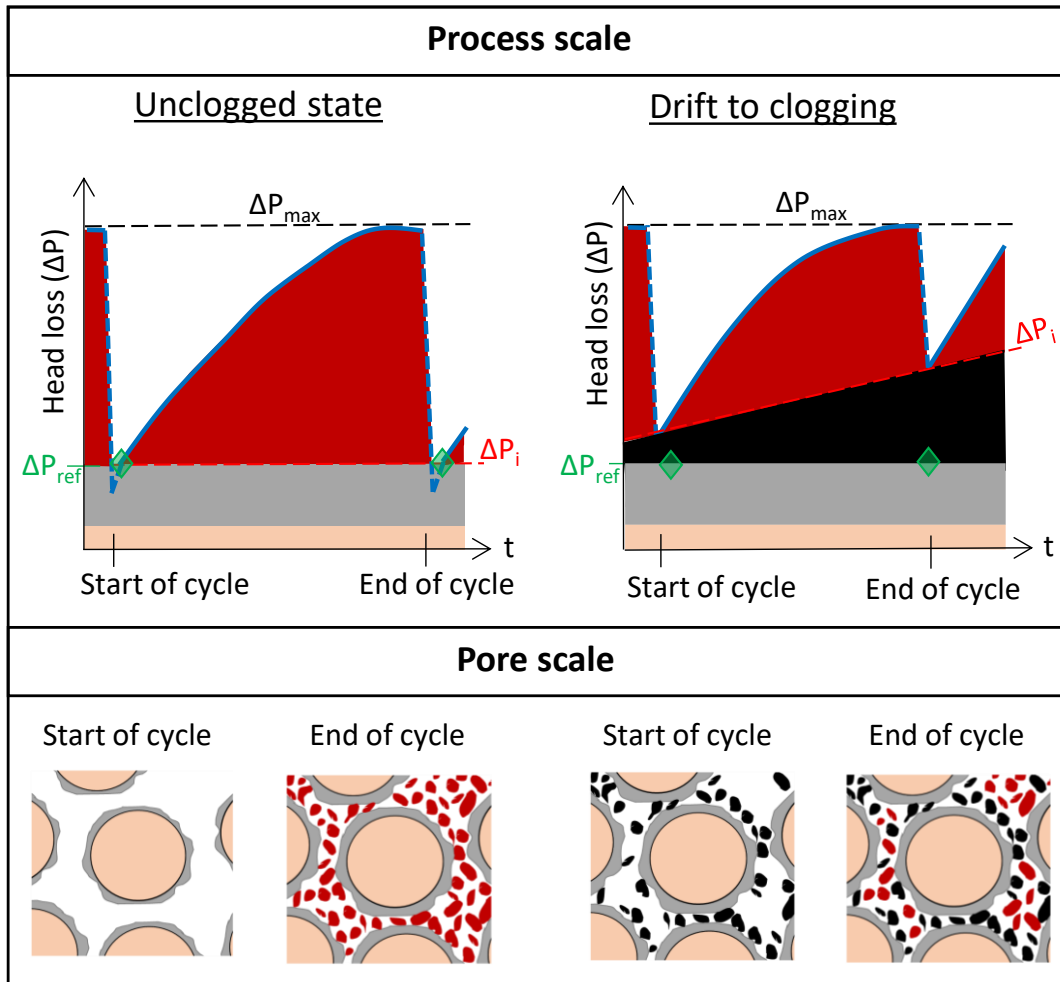 Process scale
Unclogged state
Drift to clogging
Head loss (ΔP)
ΔPmax
ΔPi
ΔPref
t
Start of cycle
End of cycle
Head loss (ΔP)
ΔPmax
ΔPi
ΔPref
t
Start of cycle
End of cycle
Pore scale
Start of cycle
End of cycle
Start of cycle
End of cycle